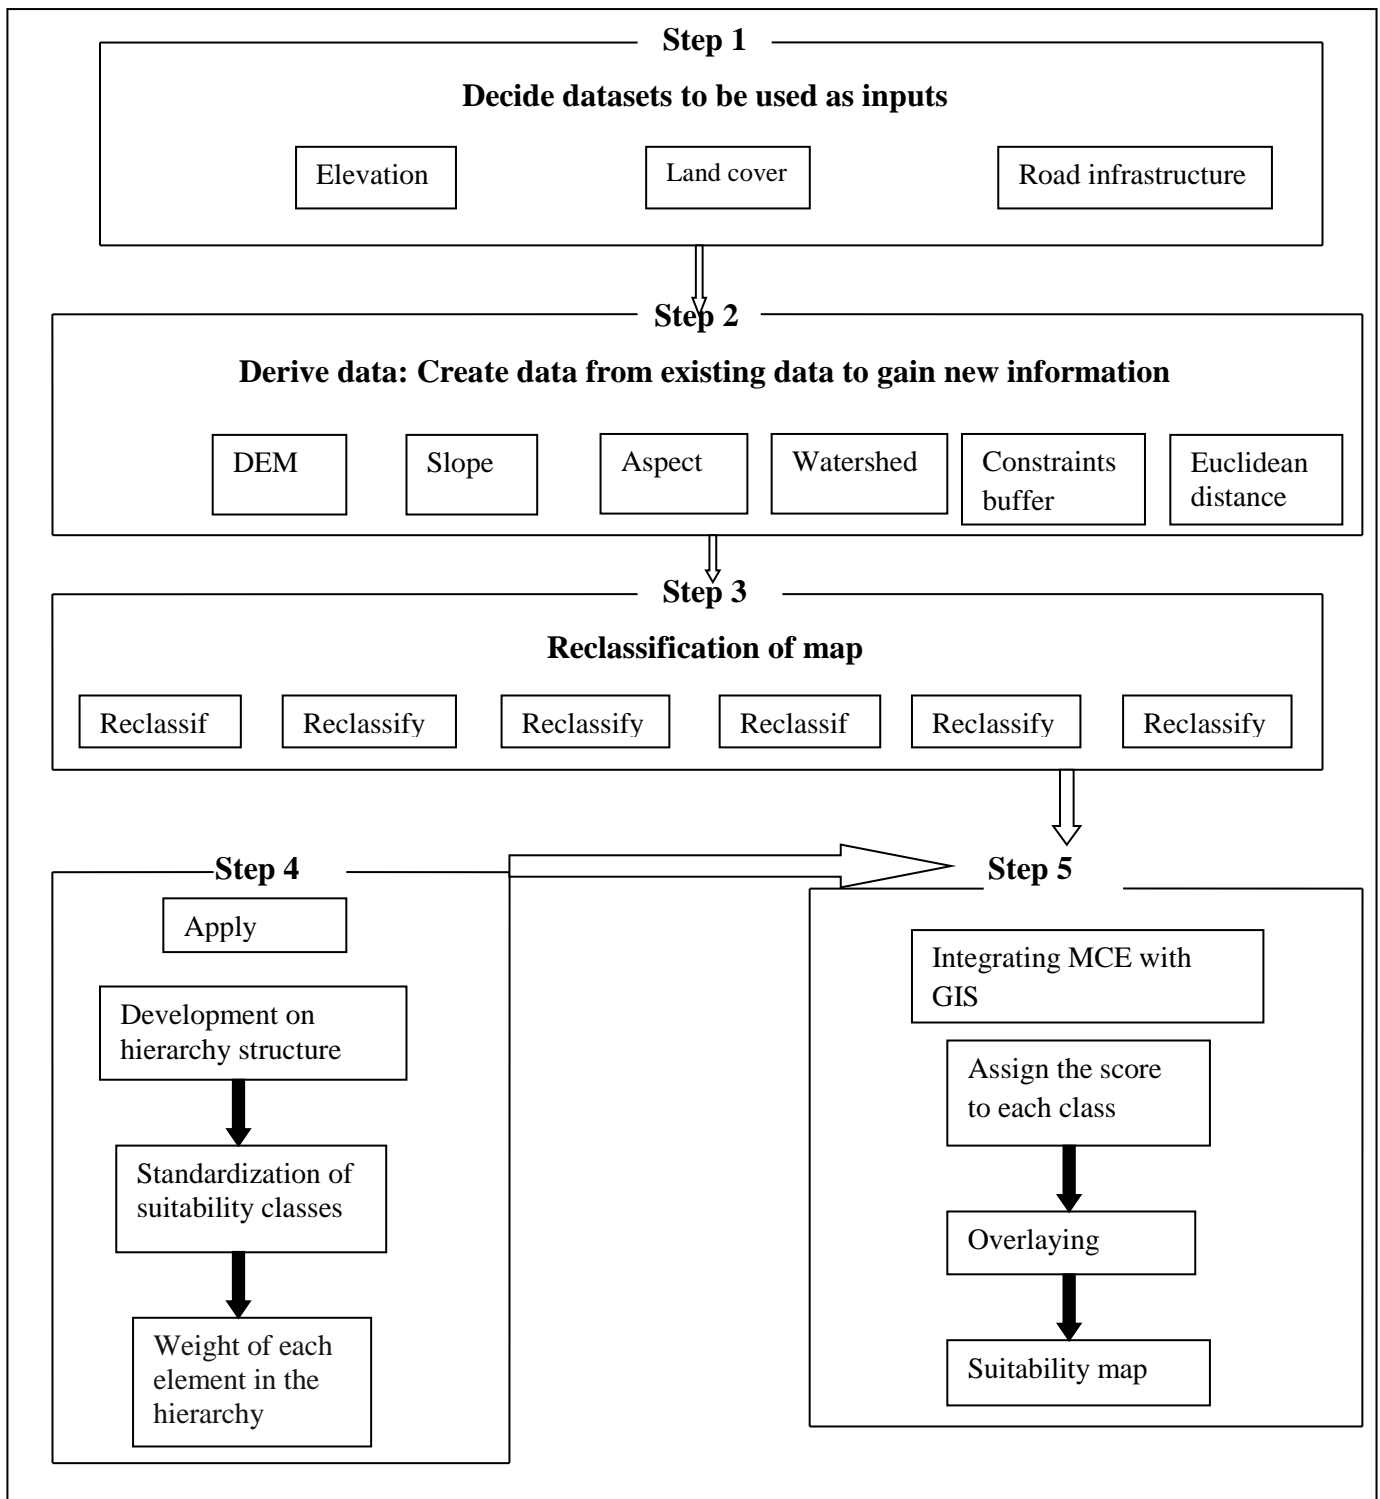 Step 1
Decide datasets to be used as inputs
Elevation
Land cover
Road infrastructure
Step 2
Derive data: Create data from existing data to gain new information
DEM
Slope
Aspect
Watershed
Constraints
buffer
Euclidean
distance
Step 3
Reclassification of map
Reclassif
Reclassify
Reclassify
Reclassif
Reclassify
Reclassify
Step 4
Apply
Development on
hierarchy structure
Standardization of
suitability classes
Weight of each
element in the
hierarchy
Step 5
Integrating MCE with
GIS
Assign the score
to each class
Overlaying
Suitability map